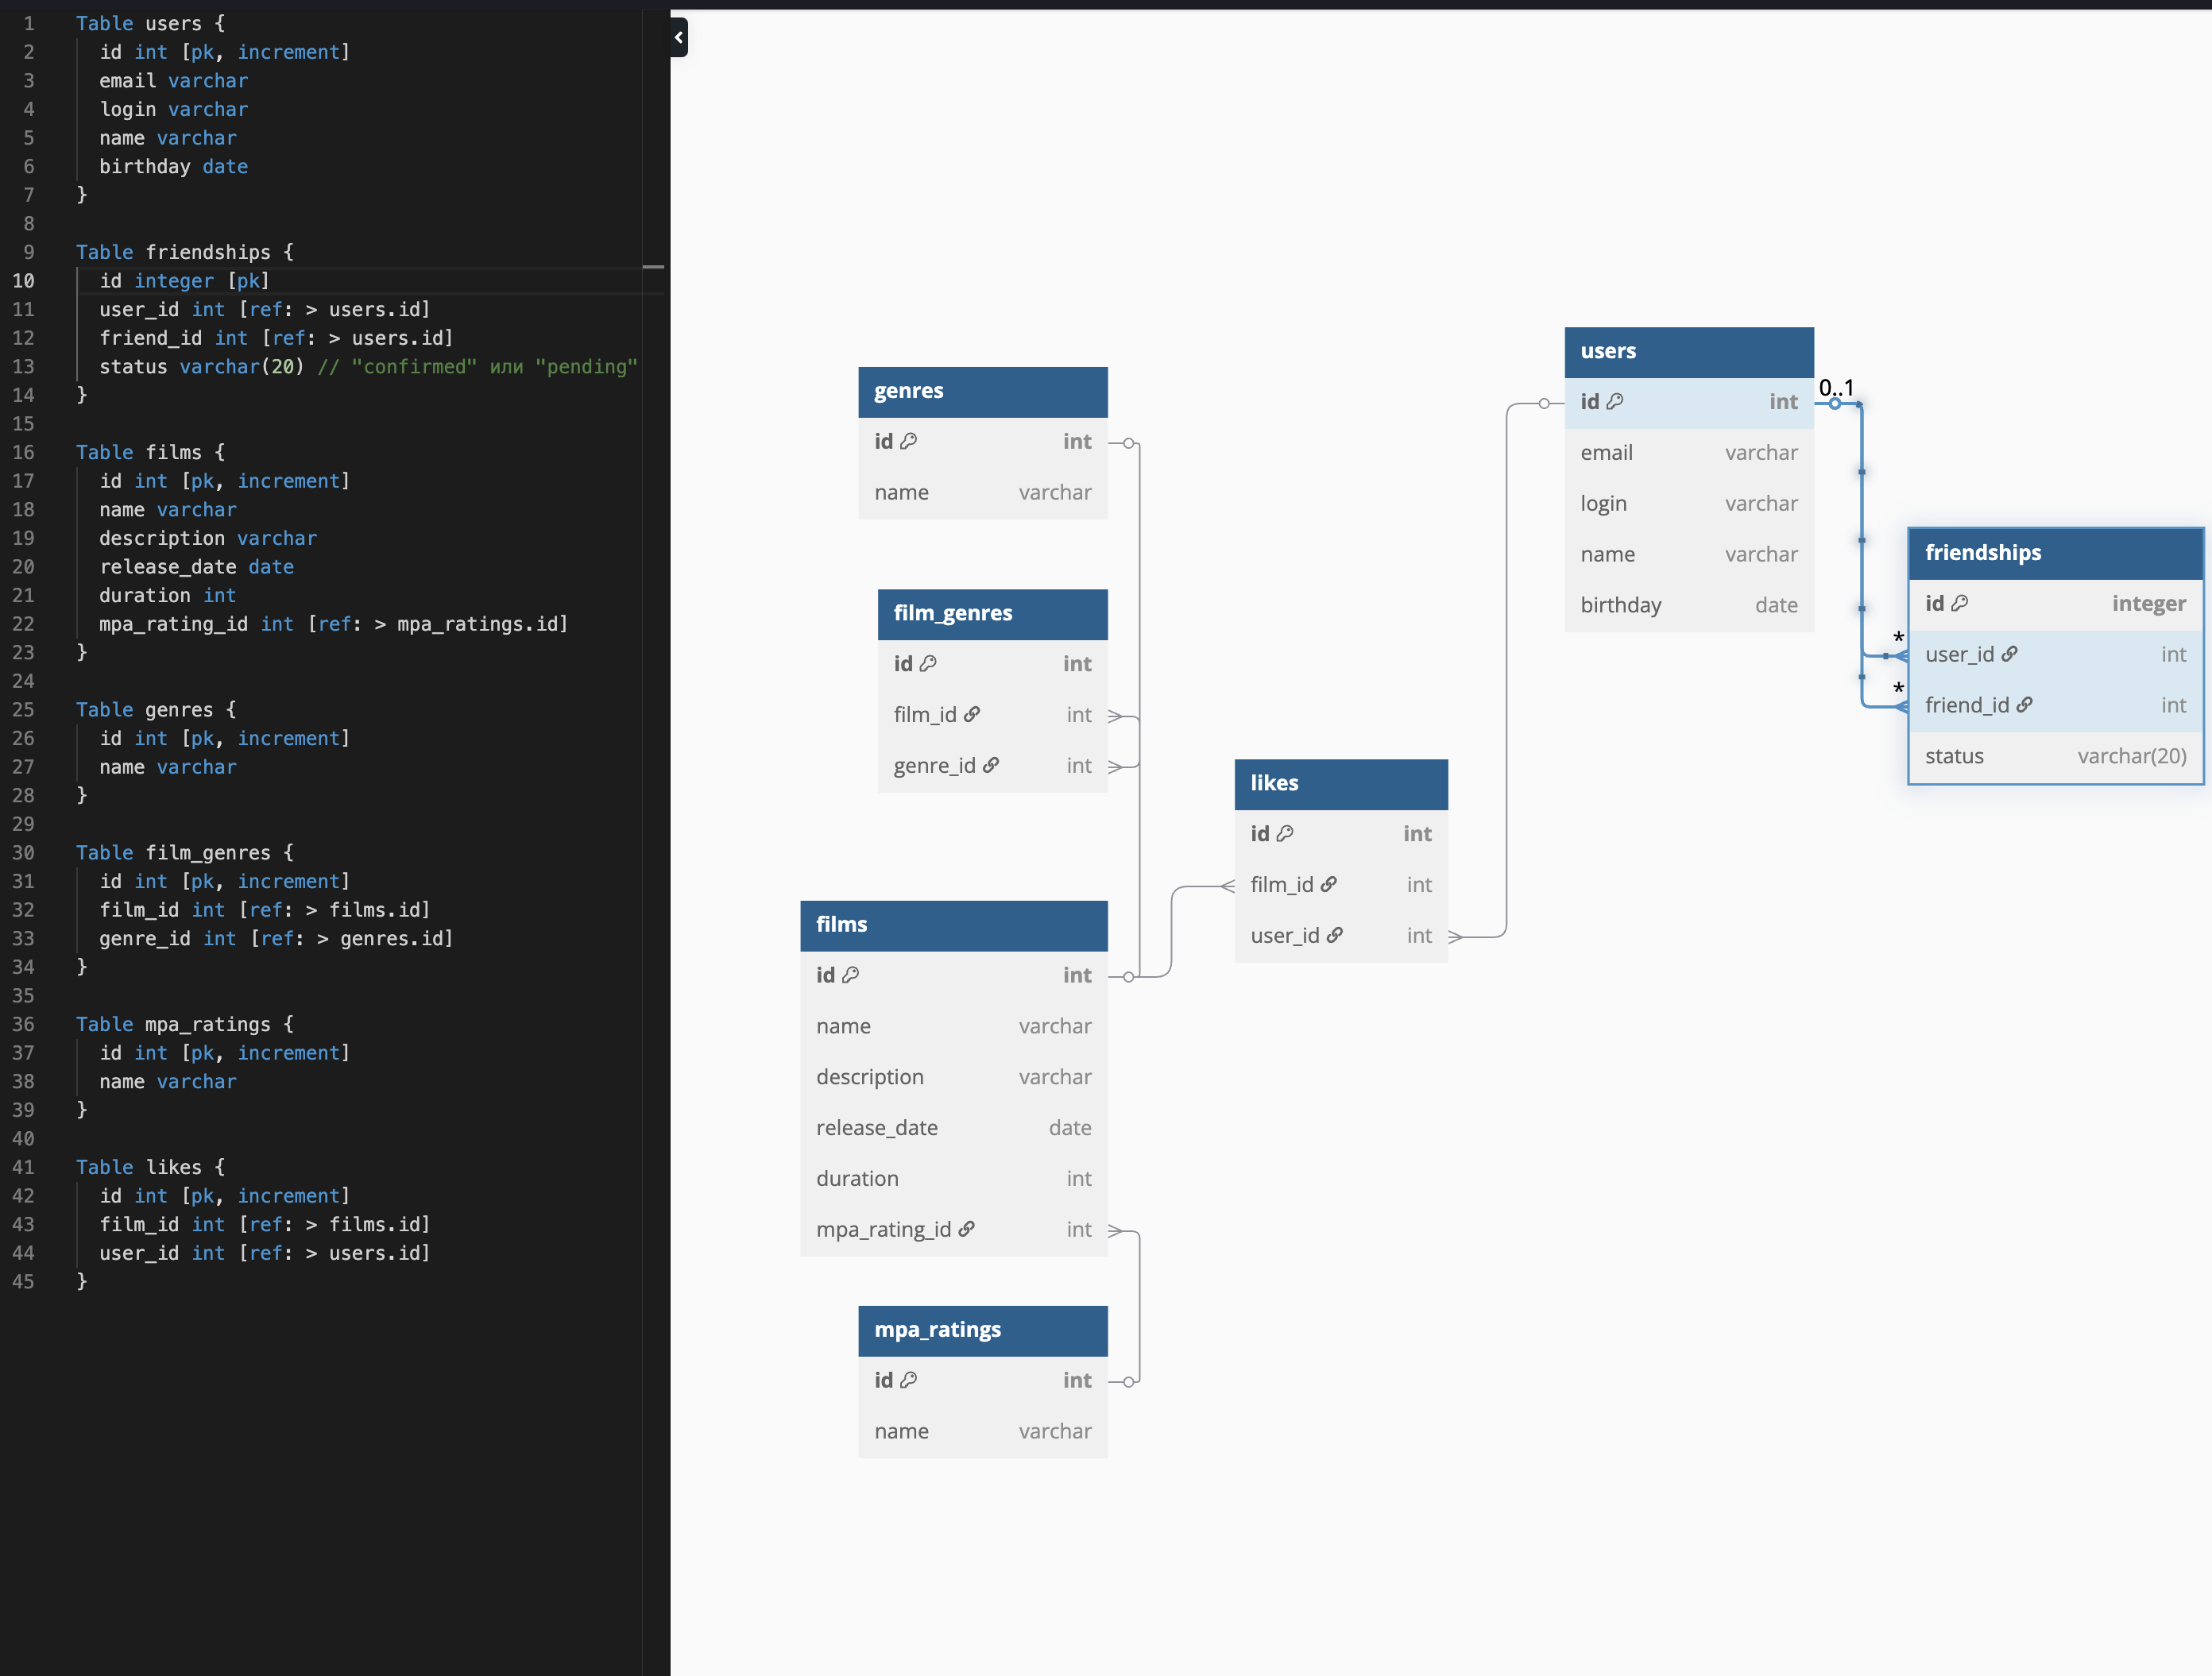 1 Table users {
2 id int [pk, increment]
3 email varchar
4 login varchar
5 name varchar
6 birthday date
7 }
8
9 Table friendships {
10 id integer [pk]
11 user_id int [ref: > users.id]
12 friend_id int [ref: > users.id]
13 status varchar(20) // "confirmed" или "pending"
14 }
15
16 Table films {
17 id int [pk, increment]
18 name varchar
19 description varchar
20 release_date date
21 duration int
22 mpa_rating_id int [ref: > mpa_ratings.id]
23 }
24
25 Table genres {
26 id int [pk, increment]
27 name varchar
28 }
29
30 Table film_genres {
31 id int [pk, increment]
32 film_id int [ref: > films.id]
33 genre_id int [ref: > genres.id]
34 }
35
36 Table mpa_ratings {
37 id int [pk, increment]
38 name varchar
39 }
40
41 Table likes {
42 id int [pk, increment]
43 film_id int [ref: > films.id]
44 user_id int [ref: > users.id]
45 }
genres
id int
name varchar
film_genres
id int
film_id int
genre_id int
films
id int
name varchar
description varchar
release_date date
duration int
mpa_rating_id int
mpa_ratings
id int
name varchar
likes
id int
film_id int
user_id int
users
id int
email varchar
login varchar
name varchar
birthday date
0..1
*
*
friendships
id integer
user_id int
friend_id int
status varchar(20)